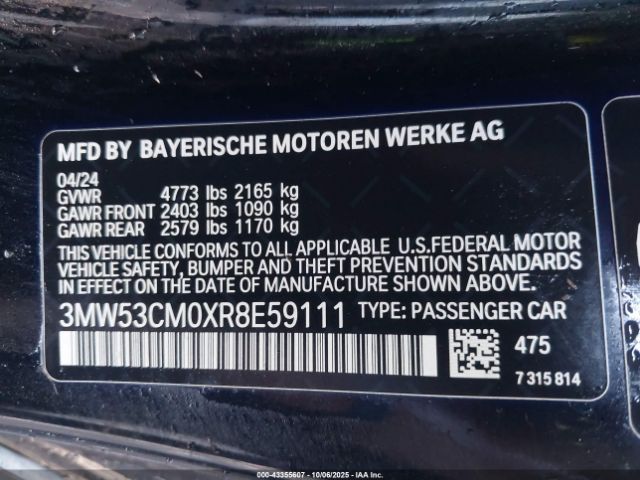 MFD BY BAYERISCHE MOTOREN WERKE AG
04/24
GVWR 4773 lbs 2165 kg
GAWR FRONT 2403 lbs 1090 kg
GAWR REAR 2579 lbs 1170 kg
THIS VEHICLE CONFORMS TO ALL APPLICABLE U.S.FEDERAL MOTOR
VEHICLE SAFETY, BUMPER AND THEFT PREVENTION STANDARDS
IN EFFECT ON THE DATE OF MANUFACTURE SHOWN ABOVE.
3MW53CM0XR8E59111 TYPE: PASSENGER CAR
475
7 315 814
000-43355607 - 10/06/2025 - © IAA Inc.